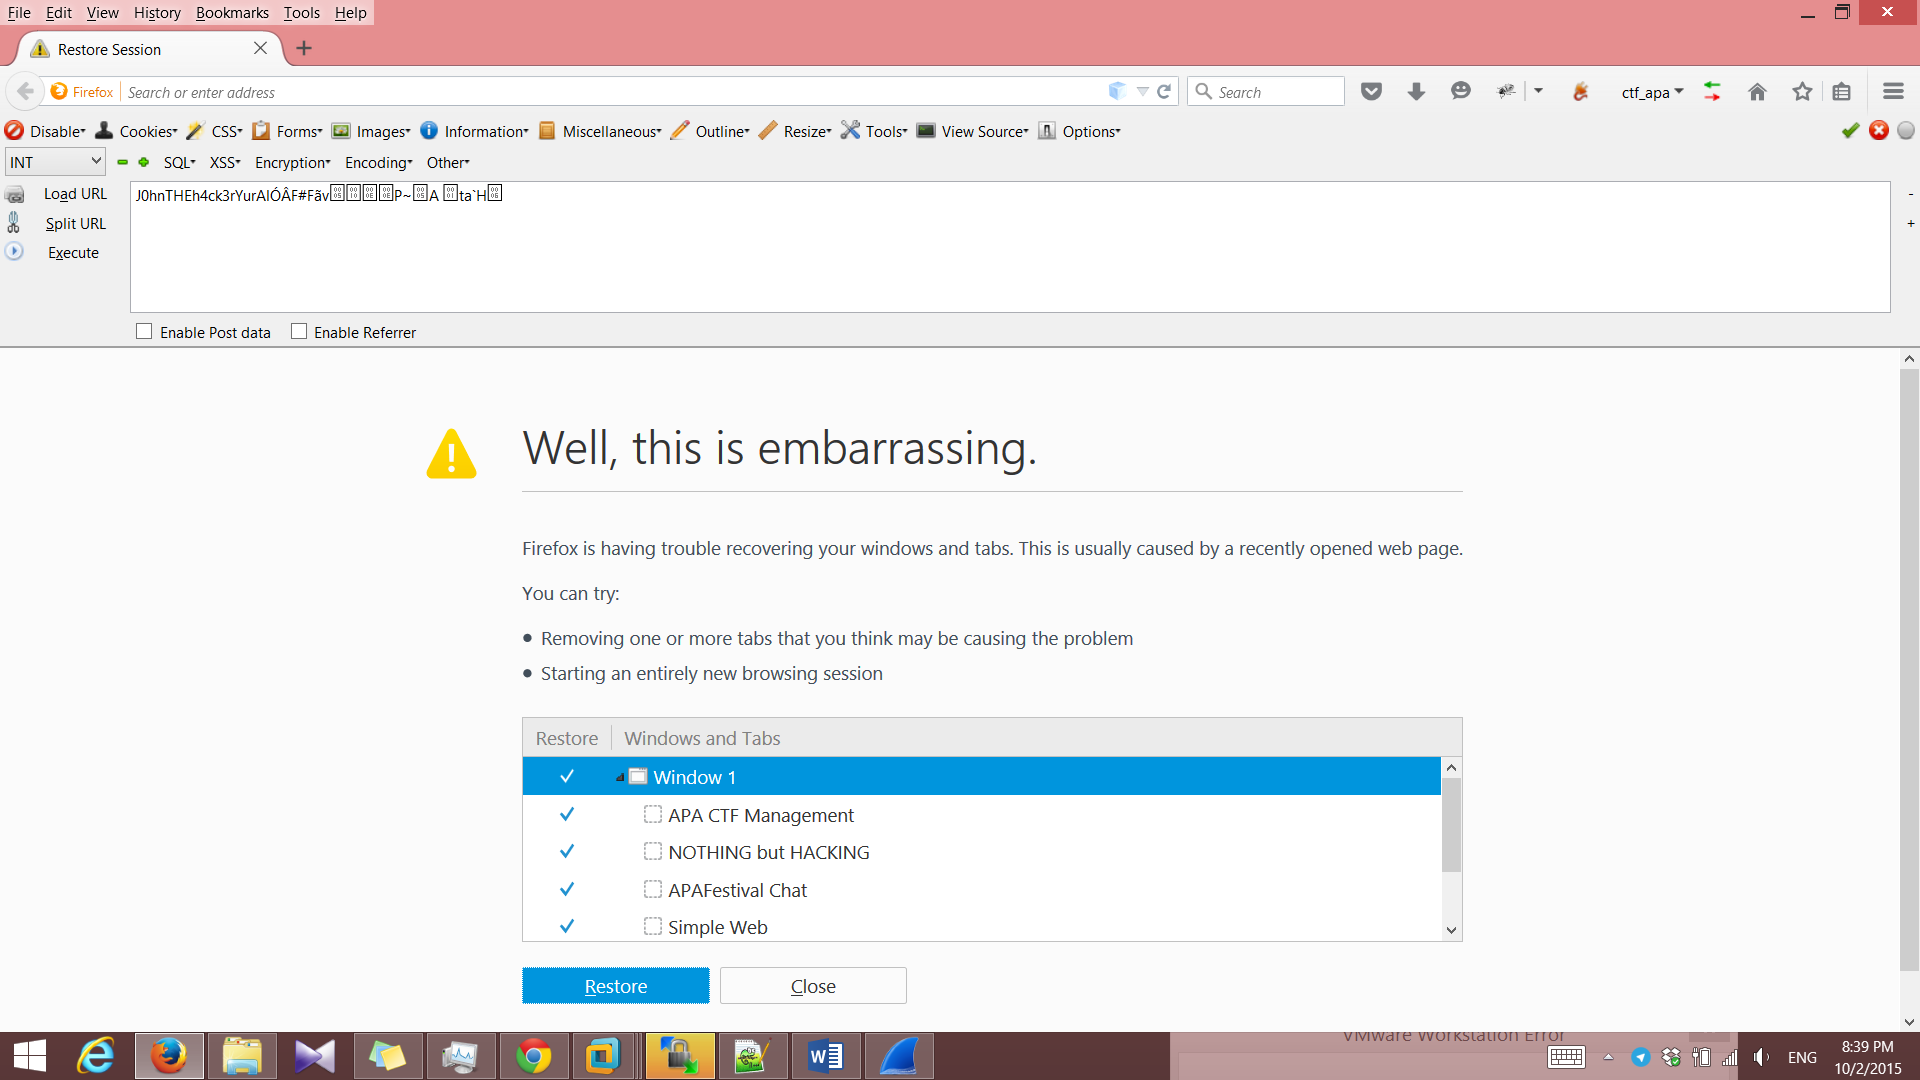 File Edit View History Bookmarks Tools Help
Restore Session
Firefox Search or enter address Search ctf_apa
Disable Cookies CSS Forms Images Information Miscellaneous Outline Resize Tools View Source Options
INT SQL XSS Encryption Encoding Other
Load URL
Split URL
Execute
J0hnTHEh4ck3rYurAlÓÂF#Fãv P~ A ta`H
-
+
Enable Post data Enable Referrer
Well, this is embarrassing.
Firefox is having trouble recovering your windows and tabs. This is usually caused by a recently opened web page.
You can try:
• Removing one or more tabs that you think may be causing the problem
• Starting an entirely new browsing session
Restore Windows and Tabs
Window 1
APA CTF Management
NOTHING but HACKING
APAFestival Chat
Simple Web
Restore Close
VMware Workstation Error
ENG
8:39 PM
10/2/2015